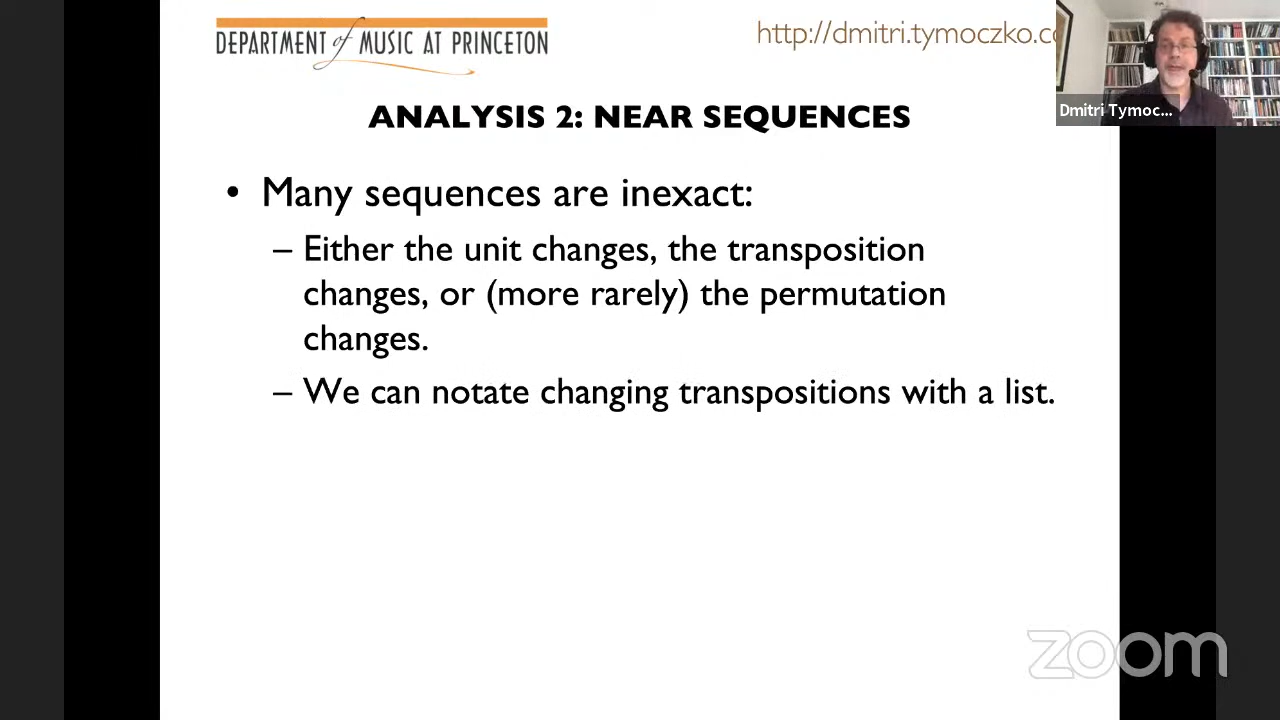 DEPARTMENT of MUSIC AT PRINCETON
http://dmitri.tymoczko.co
Dmitri Tymoc...
ANALYSIS 2: NEAR SEQUENCES
• Many sequences are inexact:
– Either the unit changes, the transposition
changes, or (more rarely) the permutation
changes.
– We can notate changing transpositions with a list.
zoom